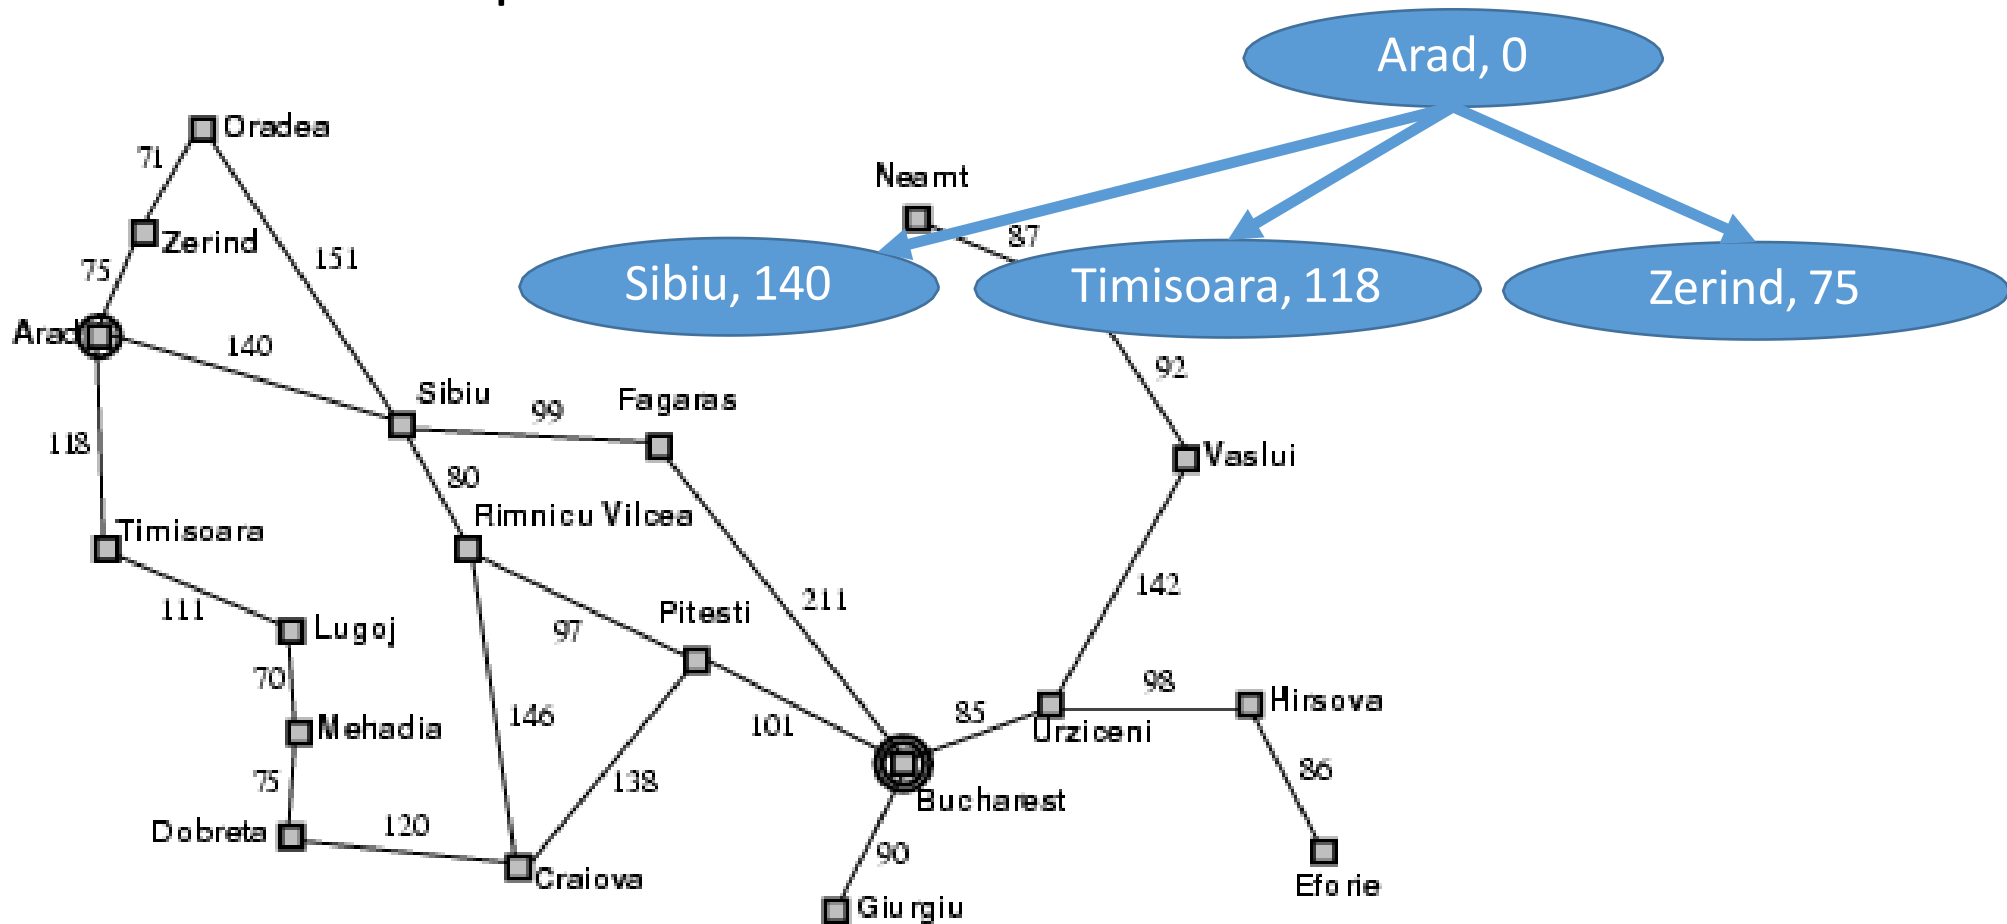 Arad, 0
Oradea
71
Neamt
Zerind
87
151
75
Sibiu, 140
Timisoara, 118
Zerind, 75
Arad
140
92
Sibiu
Fagaras
99
118
Vaslui
80
Rimnicu Vilcea
Timisoara
142
211
111
Pitesti
Lugoj
97
70
98
Hirsova
146
85
Mehadia
101
Urziceni
86
75
138
Bucharest
Dobreta
120
90
Craiova
Eforie
Giurgiu